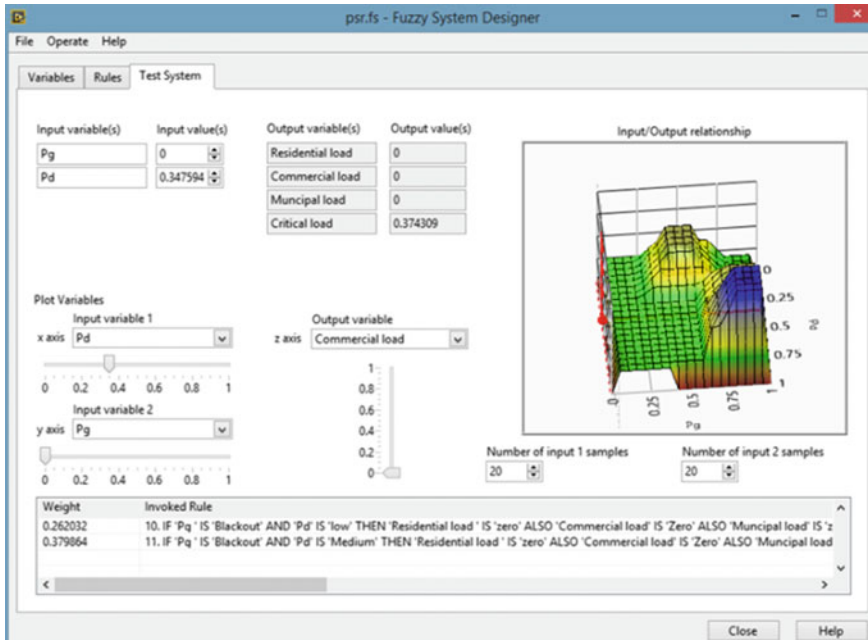 psr.fs - Fuzzy System Designer
File Operate Help
Variables Rules Test System
Input variable(s) Input value(s) Output variable(s) Output value(s) Input/Output relationship
Pg 0 Residential load 0
Pd 0.347594 Commercial load 0
Muncipal load 0
Critical load 0.374309
0
0.25
0.5
0.75
1
Pd
0 0.25 0.5 0.75 1
Pg
Plot Variables
Input variable 1 Output variable
x axis Pd z axis Commercial load
0 0.2 0.4 0.6 0.8 1
1
0.8
0.6
0.4
0.2
0
Input variable 2
y axis Pg
0 0.2 0.4 0.6 0.8 1
Number of input 1 samples Number of input 2 samples
20 20
Weight Invoked Rule
0.262032 10. IF 'Pg ' IS 'Blackout' AND 'Pd' IS 'low' THEN 'Residential load ' IS 'zero' ALSO 'Commercial load' IS 'Zero' ALSO 'Muncipal load' IS 'z
0.379864 11. IF 'Pg ' IS 'Blackout' AND 'Pd' IS 'Medium' THEN 'Residential load ' IS 'zero' ALSO 'Commercial load' IS 'Zero' ALSO 'Muncipal load
Close Help